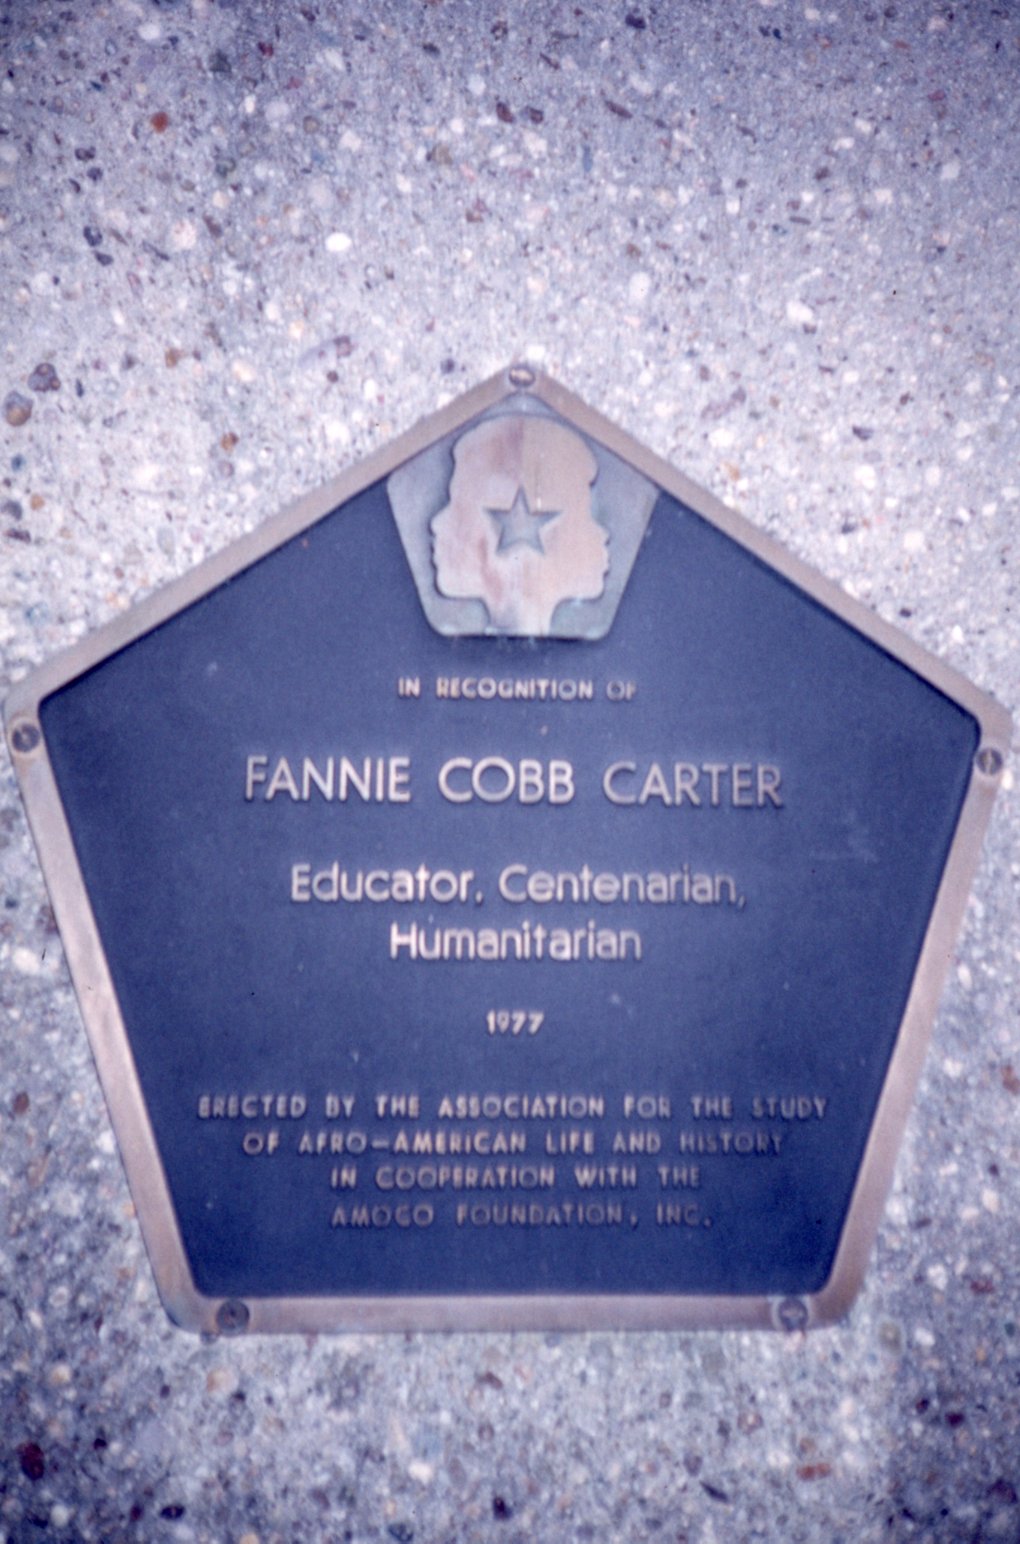 IN RECOGNITION OF
FANNIE COBB CARTER
Educator, Centenarian,
Humanitarian
1977
ERECTED BY THE ASSOCIATION FOR THE STUDY
OF AFRO-AMERICAN LIFE AND HISTORY
IN COOPERATION WITH THE
AMOCO FOUNDATION, INC.